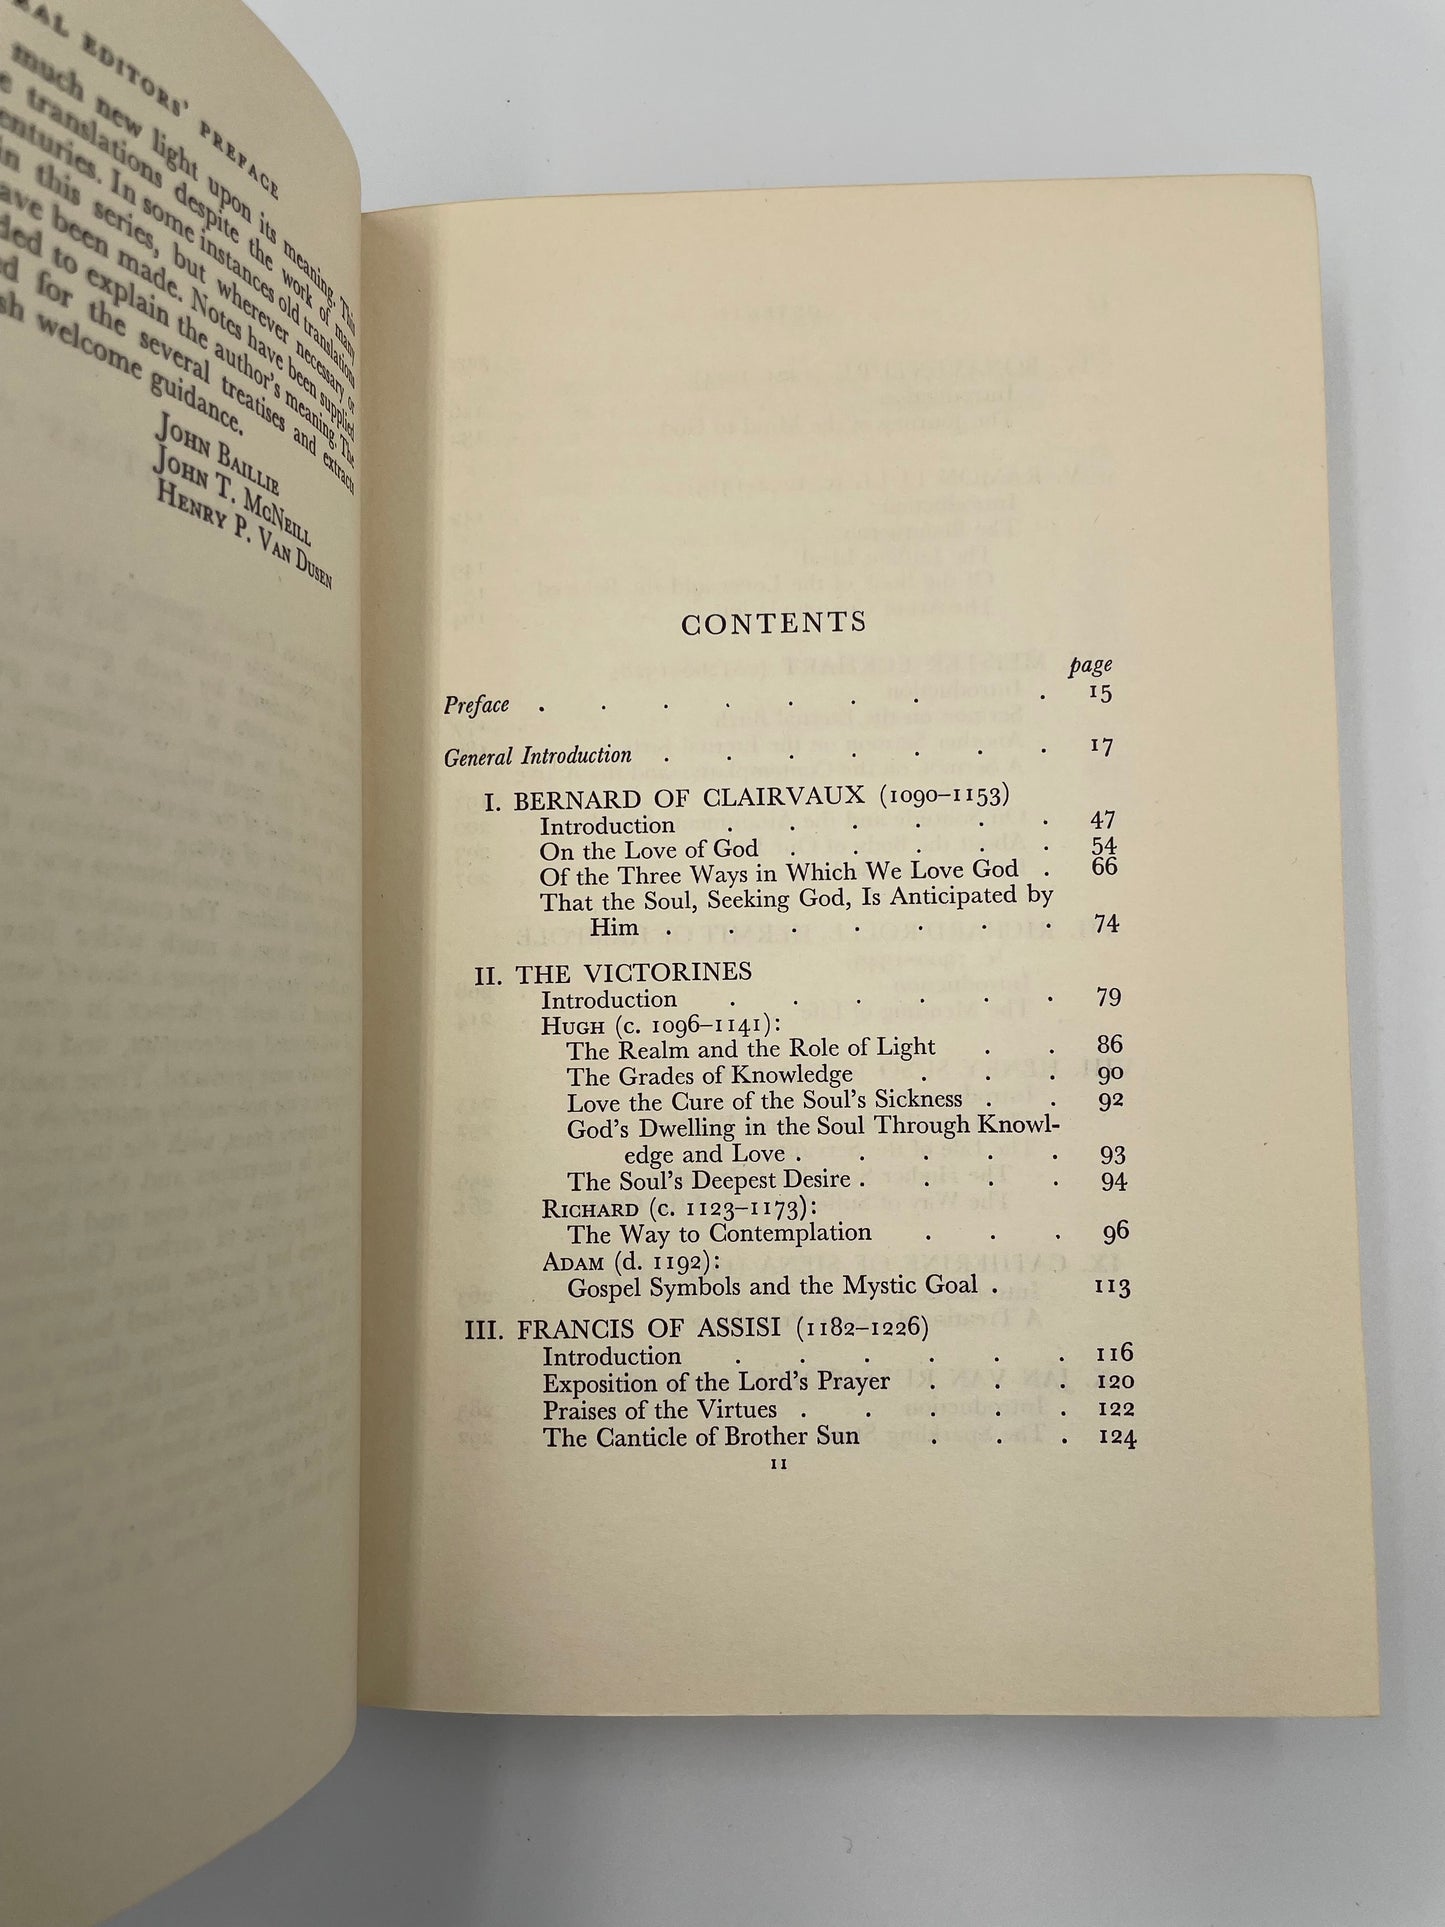 EDITORS' PREFACE
much new light upon its meaning. This
translations despite the work of many
enturies. In some instances old translations
in this series, but wherever necessary or
ave been made. Notes have been supplied
ded to explain the author's meaning. The
for the several treatises and extracts
sh welcome guidance.
JOHN BAILLIE
JOHN T. MCNEILL
HENRY P. VAN DUSEN
CONTENTS
page
Preface . . . . . . . . 15
General Introduction . . . . . . . 17
I. BERNARD OF CLAIRVAUX (1090–1153)
Introduction . . . . . . 47
On the Love of God . . . . . 54
Of the Three Ways in Which We Love God . 66
That the Soul, Seeking God, Is Anticipated by
Him . . . . . . . 74
II. THE VICTORINES
Introduction . . . . . . 79
HUGH (c. 1096–1141):
The Realm and the Role of Light . . 86
The Grades of Knowledge . . . 90
Love the Cure of the Soul's Sickness . . 92
God's Dwelling in the Soul Through Knowl-
edge and Love . . . . . 93
The Soul's Deepest Desire . . . . 94
RICHARD (c. 1123–1173):
The Way to Contemplation . . . 96
ADAM (d. 1192):
Gospel Symbols and the Mystic Goal . 113
III. FRANCIS OF ASSISI (1182–1226)
Introduction . . . . . . 116
Exposition of the Lord's Prayer . . . 120
Praises of the Virtues . . . . . 122
The Canticle of Brother Sun . . . 124
11